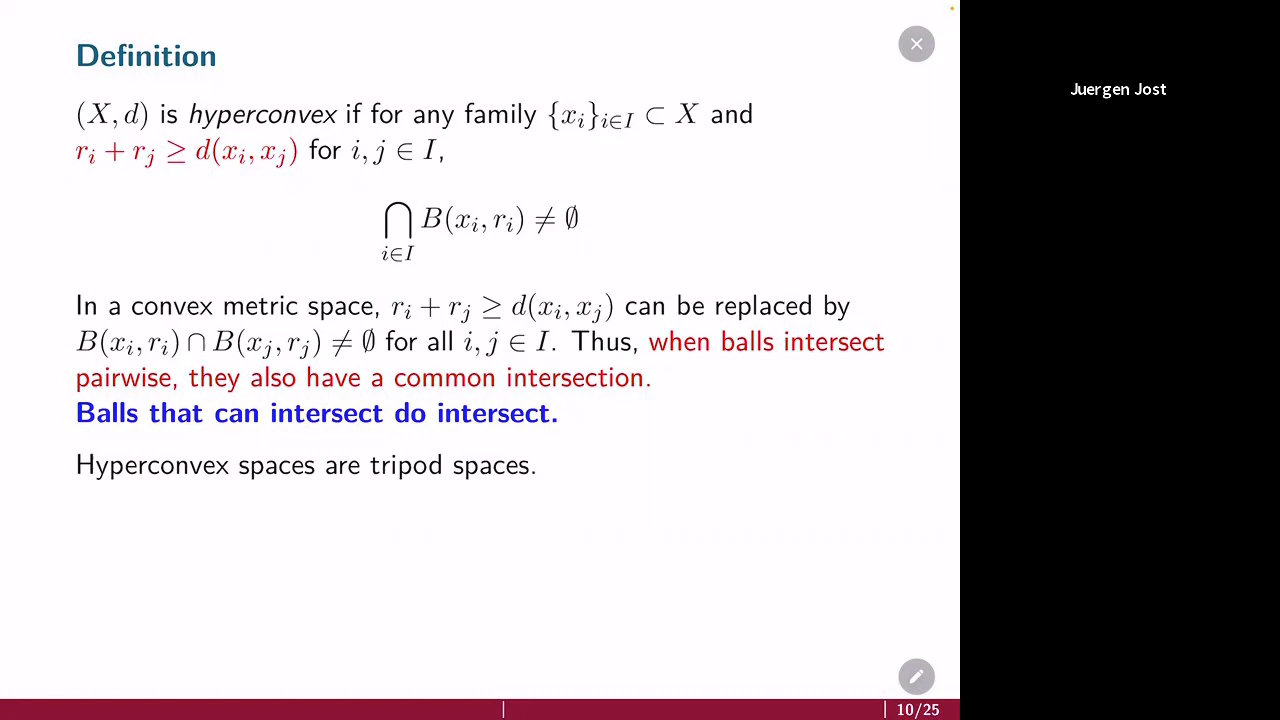 Definition
(X, d) is hyperconvex if for any family {x_i}_{i∈I} ⊂ X and
r_i + r_j ≥ d(x_i, x_j) for i, j ∈ I,
⋂_{i∈I} B(x_i, r_i) ≠ ∅
In a convex metric space, r_i + r_j ≥ d(x_i, x_j) can be replaced by
B(x_i, r_i) ∩ B(x_j, r_j) ≠ ∅ for all i, j ∈ I. Thus, when balls intersect
pairwise, they also have a common intersection.
Balls that can intersect do intersect.
Hyperconvex spaces are tripod spaces.
10/25
Juergen Jost